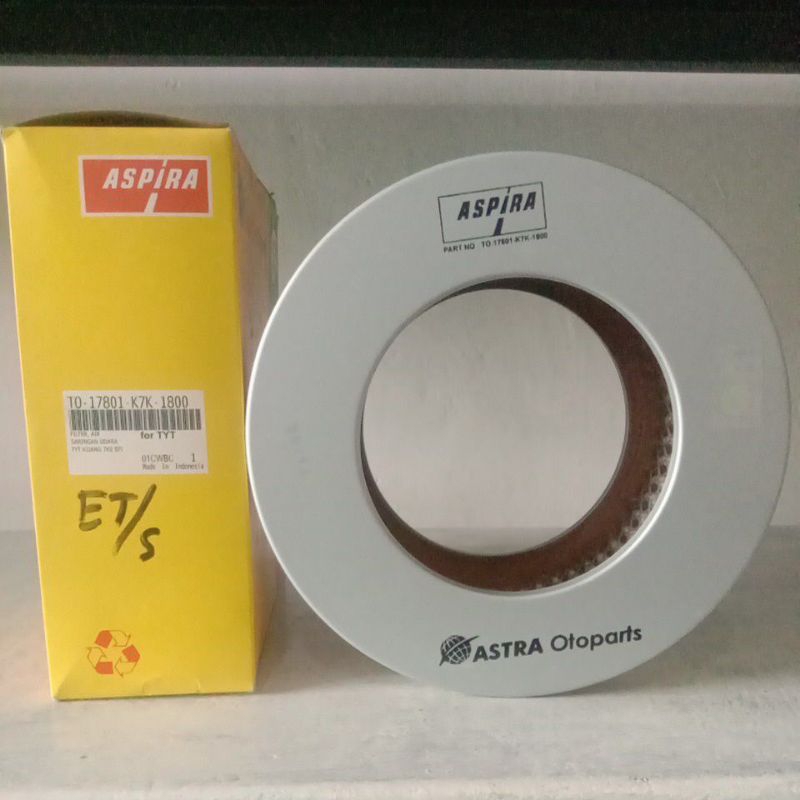 ASPIRA
TO-17801-K7K-1800
FILTER, AIR for TYT
SARINGAN UDARA
TYT KIJANG 7K0 EFI
01CWBC 1
Made in Indonesia
ET/S
ASPIRA
PART NO TO-17801-K7K-1800
ASTRA Otoparts